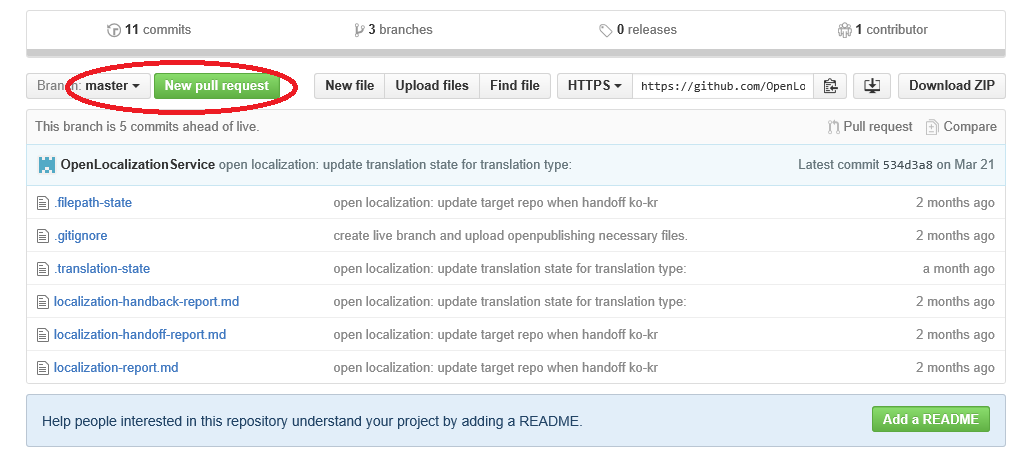 11 commits 3 branches 0 releases 1 contributor
Branch: master New pull request New file Upload files Find file HTTPS https://github.com/OpenLo Download ZIP
This branch is 5 commits ahead of live. Pull request Compare
OpenLocalizationService open localization: update translation state for translation type: Latest commit 534d3a8 on Mar 21
.filepath-state open localization: update target repo when handoff ko-kr 2 months ago
.gitignore create live branch and upload openpublishing necessary files. 2 months ago
.translation-state open localization: update translation state for translation type: a month ago
localization-handback-report.md open localization: update translation state for translation type: 2 months ago
localization-handoff-report.md open localization: update target repo when handoff ko-kr 2 months ago
localization-report.md open localization: update target repo when handoff ko-kr 2 months ago
Help people interested in this repository understand your project by adding a README. Add a README